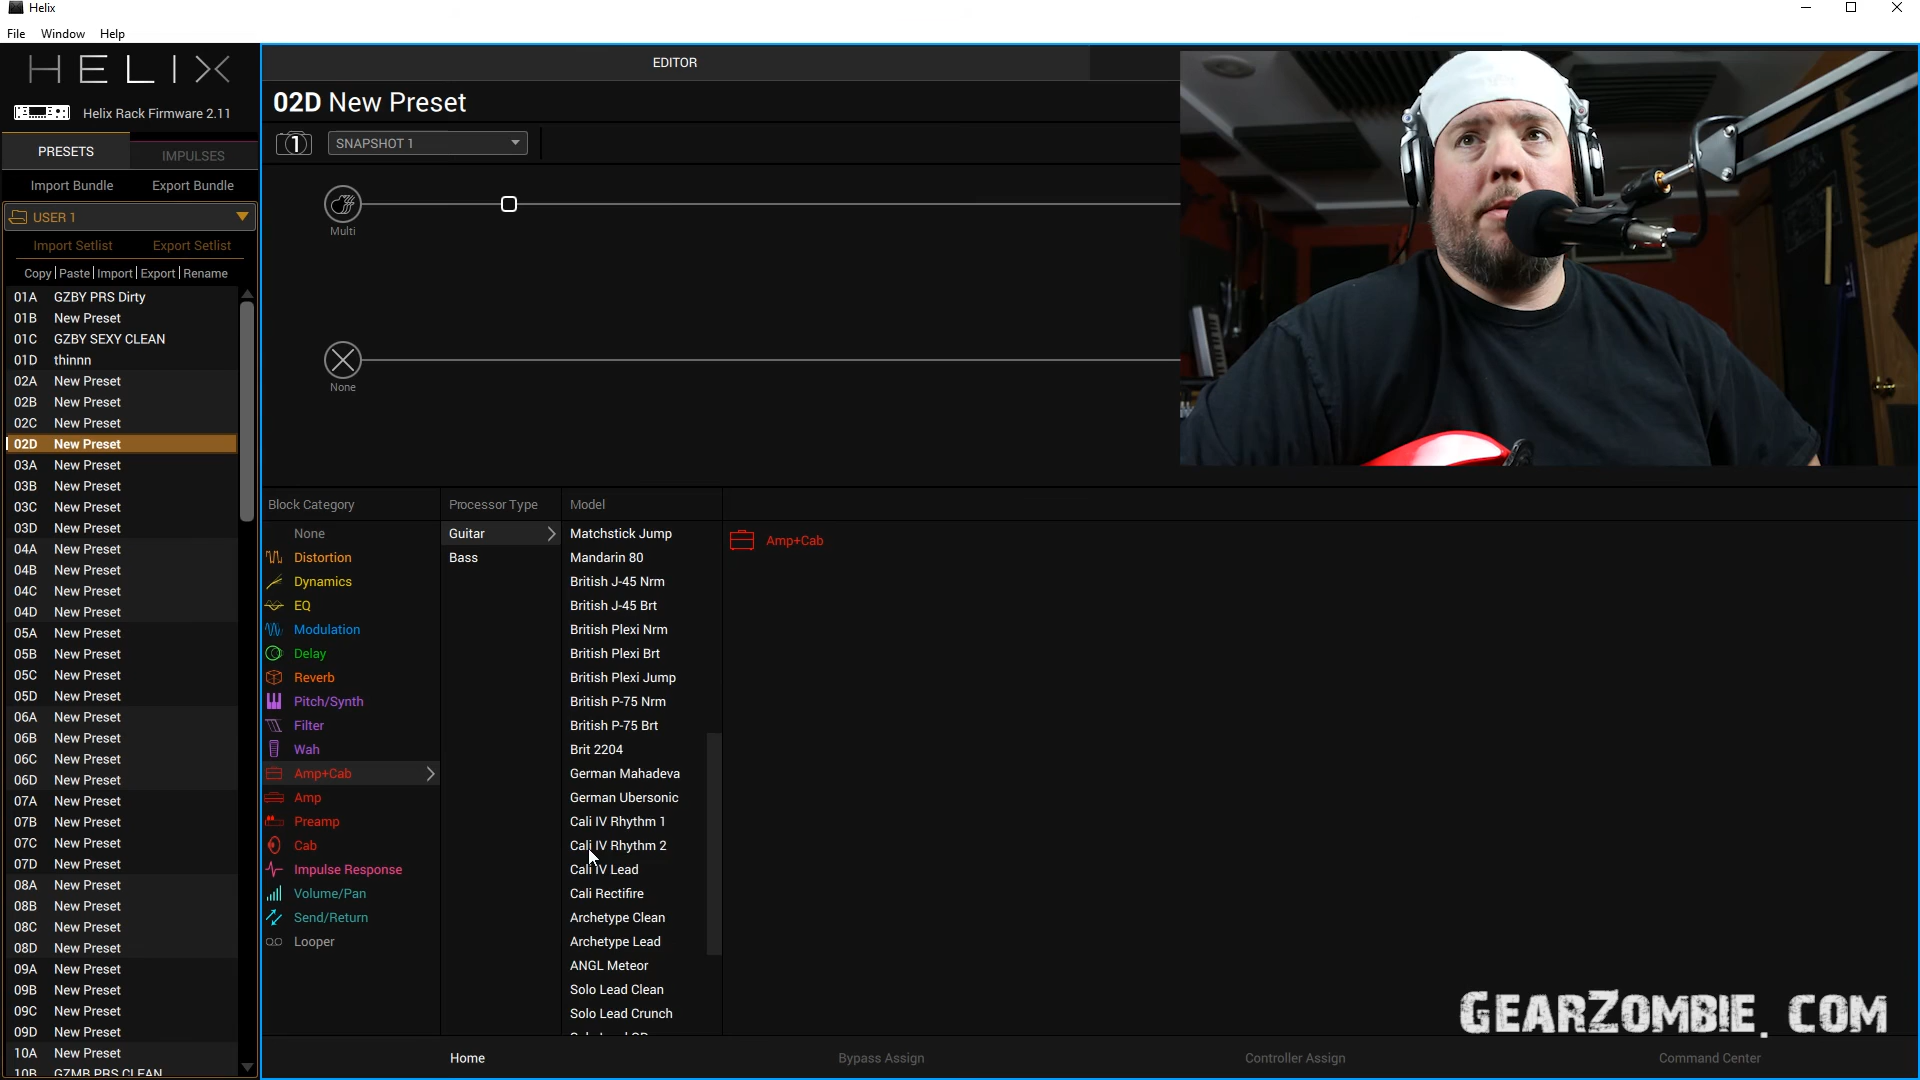 Helix
File Window Help
HELIX
Helix Rack Firmware 2.11
PRESETS IMPULSES
Import Bundle Export Bundle
USER 1
Import Setlist Export Setlist
Copy | Paste | Import | Export | Rename
01A GZBY PRS Dirty
01B New Preset
01C GZBY SEXY CLEAN
01D thinnn
02A New Preset
02B New Preset
02C New Preset
02D New Preset
03A New Preset
03B New Preset
03C New Preset
03D New Preset
04A New Preset
04B New Preset
04C New Preset
04D New Preset
05A New Preset
05B New Preset
05C New Preset
05D New Preset
06A New Preset
06B New Preset
06C New Preset
06D New Preset
07A New Preset
07B New Preset
07C New Preset
07D New Preset
08A New Preset
08B New Preset
08C New Preset
08D New Preset
09A New Preset
09B New Preset
09C New Preset
09D New Preset
10A New Preset
10B GZMB PRS CLEAN
EDITOR
02D New Preset
1 SNAPSHOT 1
Multi
None
Block Category
None
Distortion
Dynamics
EQ
Modulation
Delay
Reverb
Pitch/Synth
Filter
Wah
Amp+Cab
Amp
Preamp
Cab
Impulse Response
Volume/Pan
Send/Return
Looper
Processor Type
Guitar
Bass
Model
Matchstick Jump
Mandarin 80
British J-45 Nrm
British J-45 Brt
British Plexi Nrm
British Plexi Brt
British Plexi Jump
British P-75 Nrm
British P-75 Brt
Brit 2204
German Mahadeva
German Ubersonic
Cali IV Rhythm 1
Cali IV Rhythm 2
Cali IV Lead
Cali Rectifire
Archetype Clean
Archetype Lead
ANGL Meteor
Solo Lead Clean
Solo Lead Crunch
Amp+Cab
GEARZOMBIE.COM
Home Bypass Assign Controller Assign Command Center